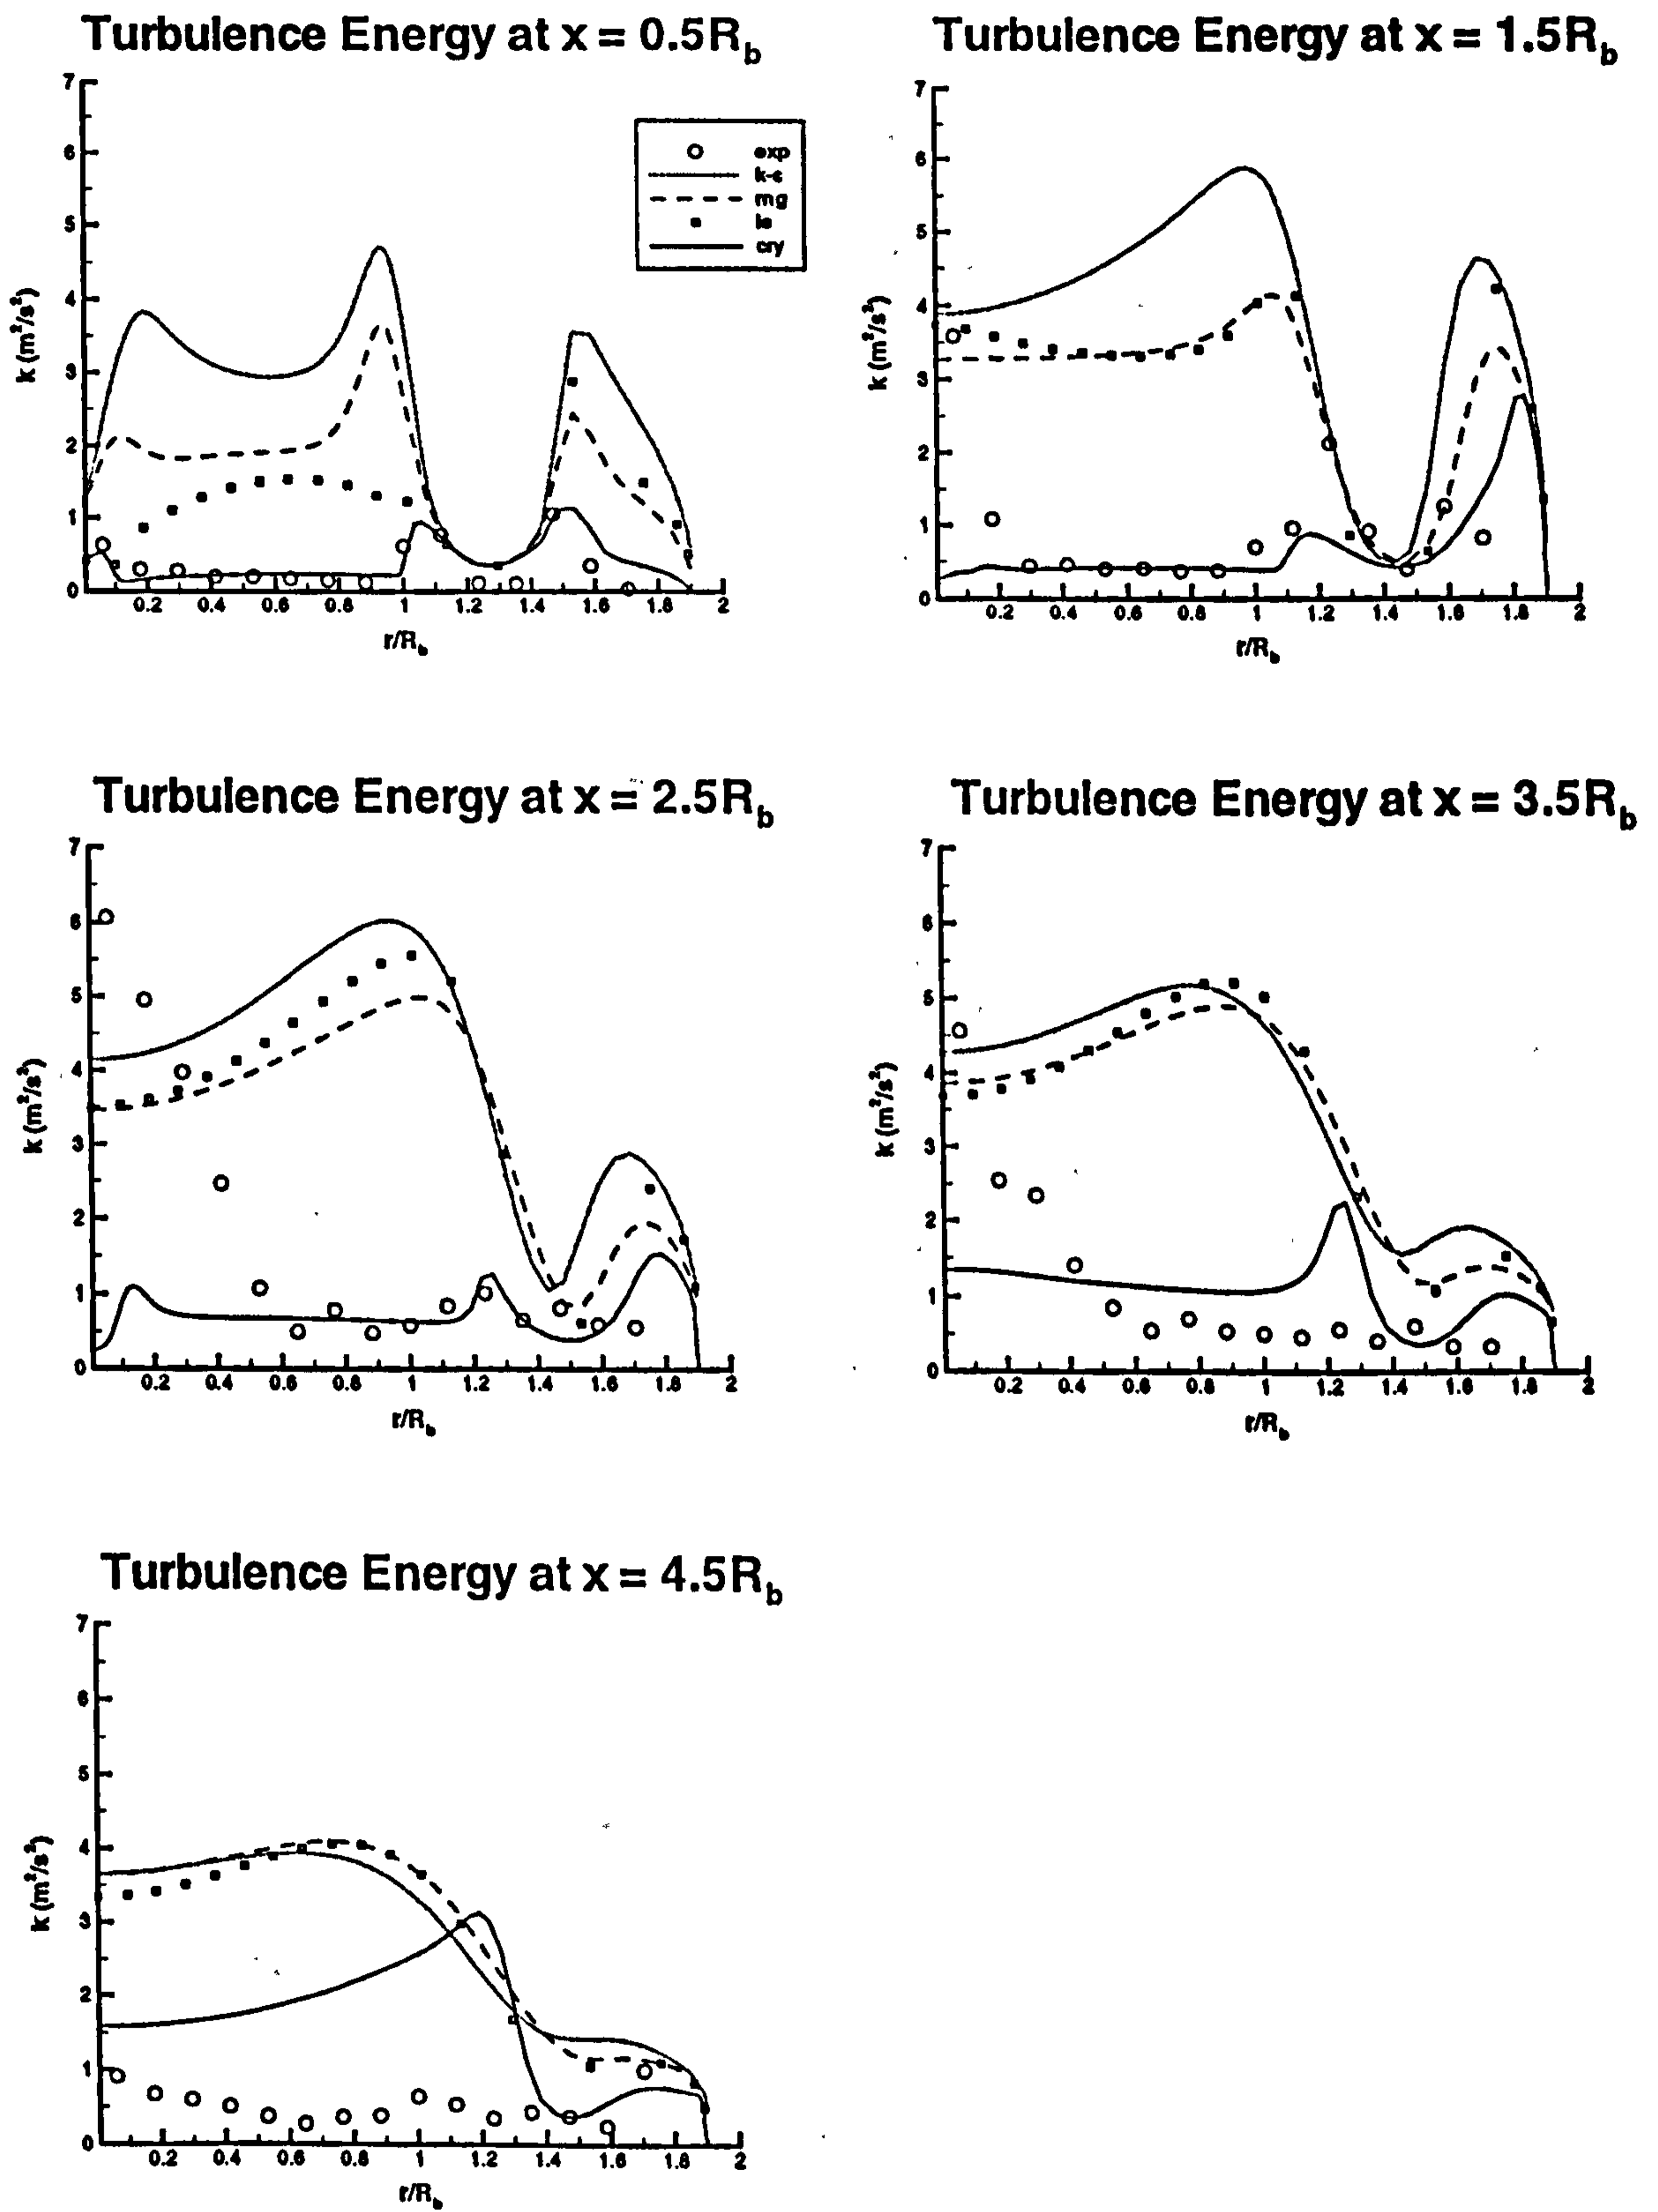 Turbulence Energy at x = 0.5R_b
7
6
5
4
3
2
1
0
k (m²/s²)
0.2 0.4 0.6 0.8 1 1.2 1.4 1.6 1.8 2
r/R_b
exp
k-ε
mg
ls
cry
Turbulence Energy at x = 1.5R_b
7
6
5
4
3
2
1
0
k (m²/s²)
0.2 0.4 0.6 0.8 1 1.2 1.4 1.6 1.8 2
r/R_b
Turbulence Energy at x = 2.5R_b
7
6
5
4
3
2
1
0
k (m²/s²)
0.2 0.4 0.6 0.8 1 1.2 1.4 1.6 1.8 2
r/R_b
Turbulence Energy at x = 3.5R_b
7
6
5
4
3
2
1
0
k (m²/s²)
0.2 0.4 0.6 0.8 1 1.2 1.4 1.6 1.8 2
r/R_b
Turbulence Energy at x = 4.5R_b
7
6
5
4
3
2
1
0
k (m²/s²)
0.2 0.4 0.6 0.8 1 1.2 1.4 1.6 1.8 2
r/R_b